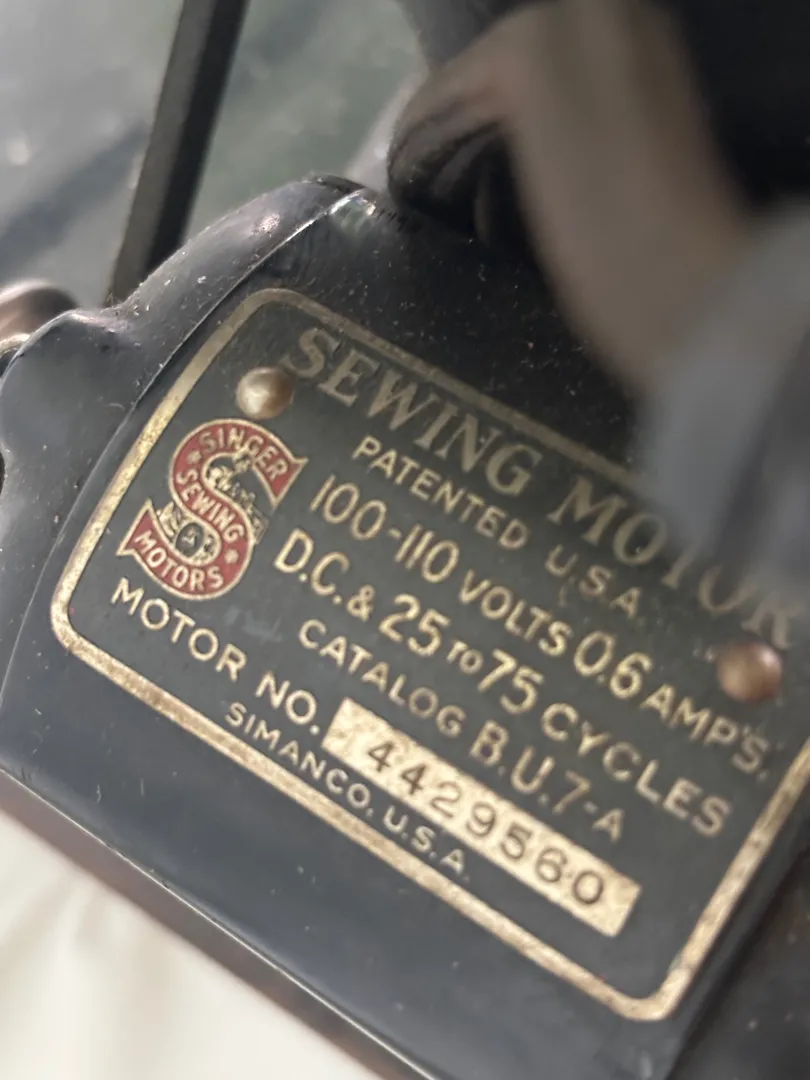 SEWING MOTOR
PATENTED U.S.A.
SINGER
SEWING
MOTORS
100-110 VOLTS 0.6 AMP'S.
D.C. & 25 TO 75 CYCLES
CATALOG B.U.7-A
MOTOR NO. 4429560
SIMANCO, U.S.A.